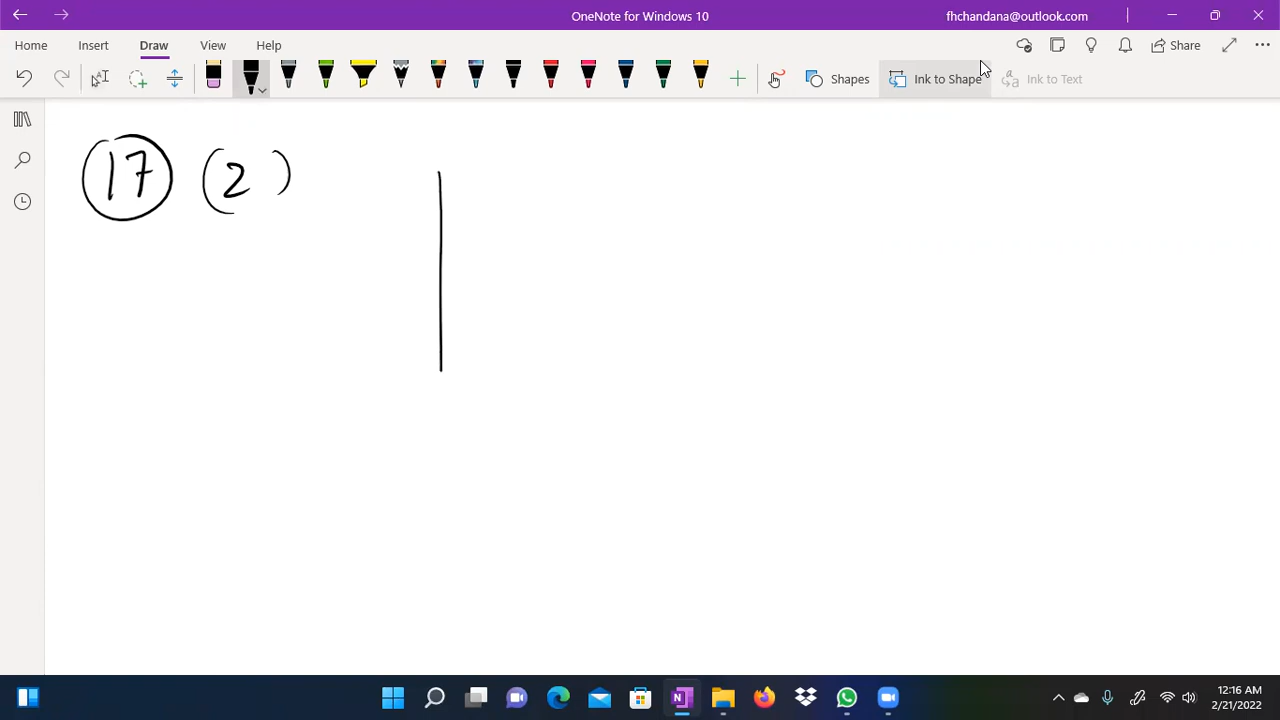 OneNote for Windows 10
fhchandana@outlook.com
Home Insert Draw View Help
Share
Shapes Ink to Shape Ink to Text
17 (2)
12:16 AM
2/21/2022